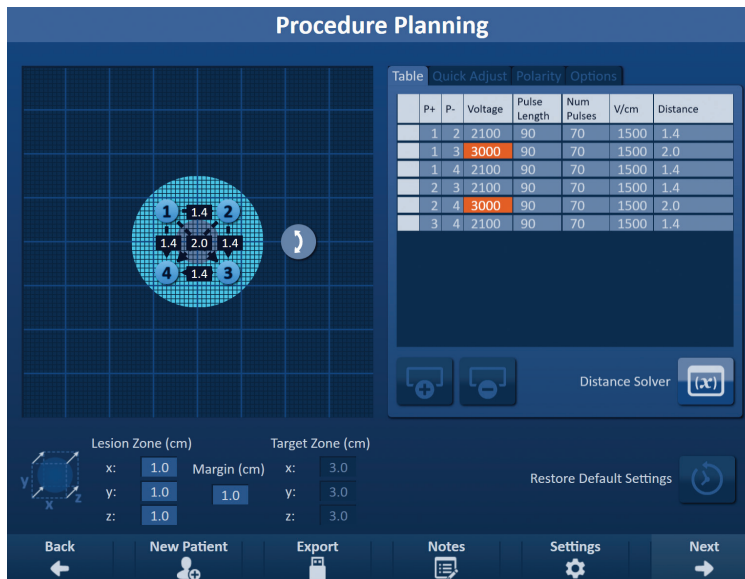 Procedure Planning
Table Quick Adjust Polarity Options
P+ P- Voltage Pulse Length Num Pulses V/cm Distance
1 2 2100 90 70 1500 1.4
1 3 3000 90 70 1500 2.0
1 4 2100 90 70 1500 1.4
2 3 2100 90 70 1500 1.4
2 4 3000 90 70 1500 2.0
3 4 2100 90 70 1500 1.4
1 1.4 2
1.4 2.0 1.4
4 1.4 3
Distance Solver (x)
Lesion Zone (cm) Target Zone (cm)
x: 1.0 Margin (cm) x: 3.0
y: 1.0 1.0 y: 3.0
z: 1.0 z: 3.0
y x z
Restore Default Settings
Back New Patient Export Notes Settings Next